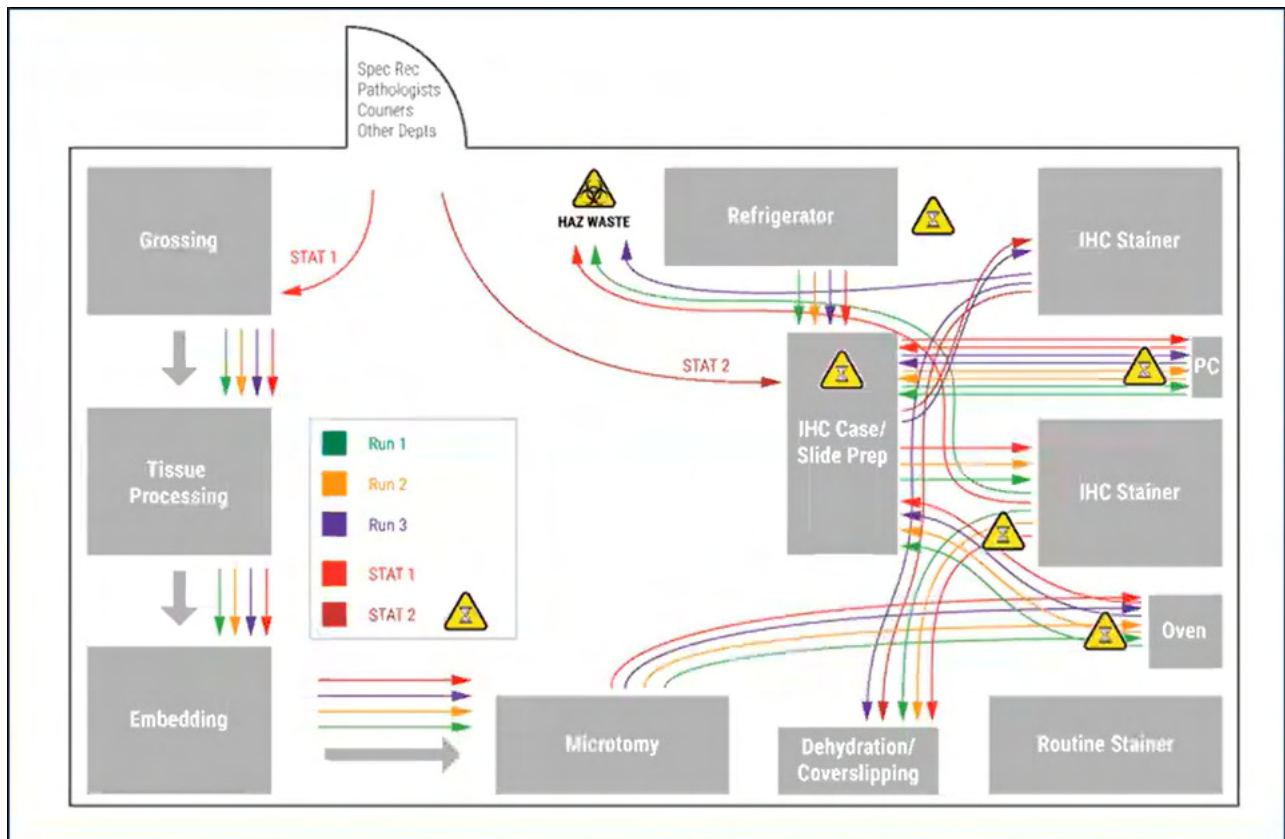 Spec Rec
Pathologists
Couriers
Other Depts
Grossing
STAT 1
HAZ WASTE
Refrigerator
IHC Stainer
STAT 2
PC
IHC Case/
Slide Prep
IHC Stainer
Tissue
Processing
Run 1
Run 2
Run 3
STAT 1
STAT 2
Oven
Embedding
Microtomy
Dehydration/
Coverslipping
Routine Stainer